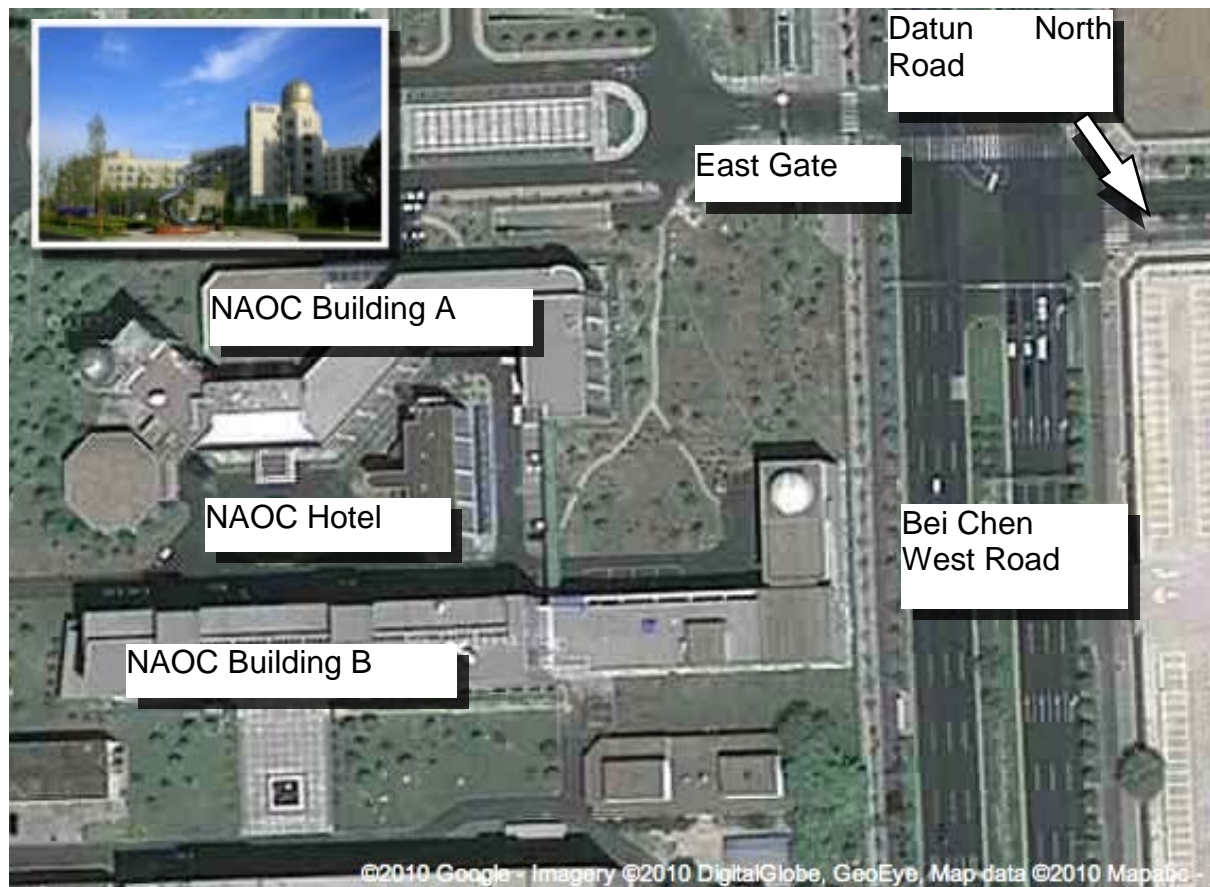 Datun North
Road
East Gate
NAOC Building A
NAOC Hotel
Bei Chen
West Road
NAOC Building B
©2010 Google - Imagery ©2010 DigitalGlobe, GeoEye, Map data ©2010 Mapabc -